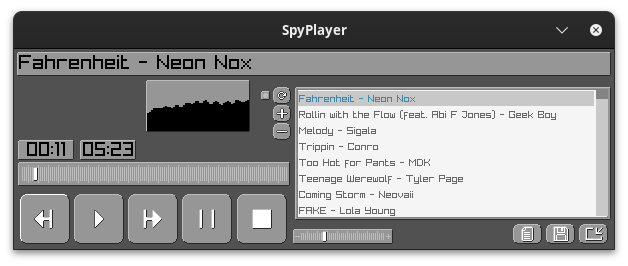 SpyPlayer
Fahrenheit - Neon Nox
00:11 05:23
Fahrenheit - Neon Nox
Rollin with the Flow (feat. Abi F Jones) - Geek Boy
Melody - Sigala
Trippin - Conro
Too Hot for Pants - MDK
Teenage Werewolf - Tyler Page
Coming Storm - Neovaii
FAKE - Lola Young